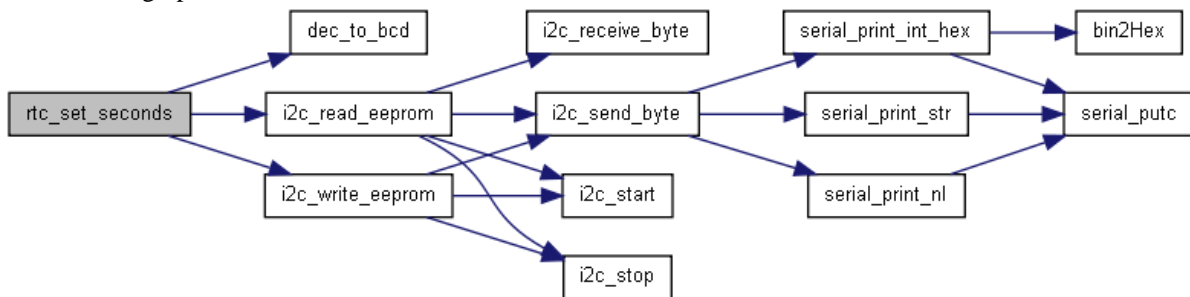 dec_to_bcd
i2c_receive_byte
serial_print_int_hex
bin2Hex
rtc_set_seconds
i2c_read_eeprom
i2c_send_byte
serial_print_str
serial_putc
i2c_write_eeprom
i2c_start
serial_print_nl
i2c_stop